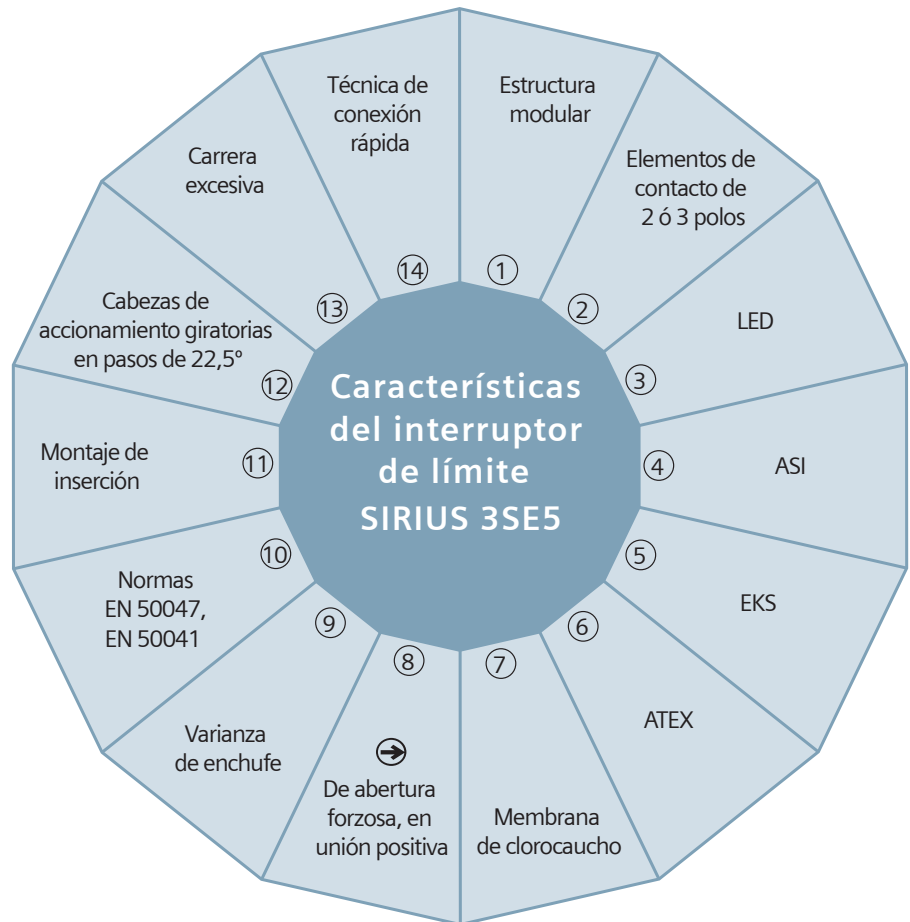 Características
del interruptor
de límite
SIRIUS 3SE5
①
Estructura
modular
②
Elementos de
contacto de
2 ó 3 polos
③
LED
④
ASI
⑤
EKS
⑥
ATEX
⑦
Membrana
de clorocaucho
⑧
De abertura
forzosa, en
unión positiva
⑨
Varianza
de enchufe
⑩
Normas
EN 50047,
EN 50041
⑪
Montaje de
inserción
⑫
Cabezas de
accionamiento giratorias
en pasos de 22,5º
⑬
Carrera
excesiva
⑭
Técnica de
conexión
rápida